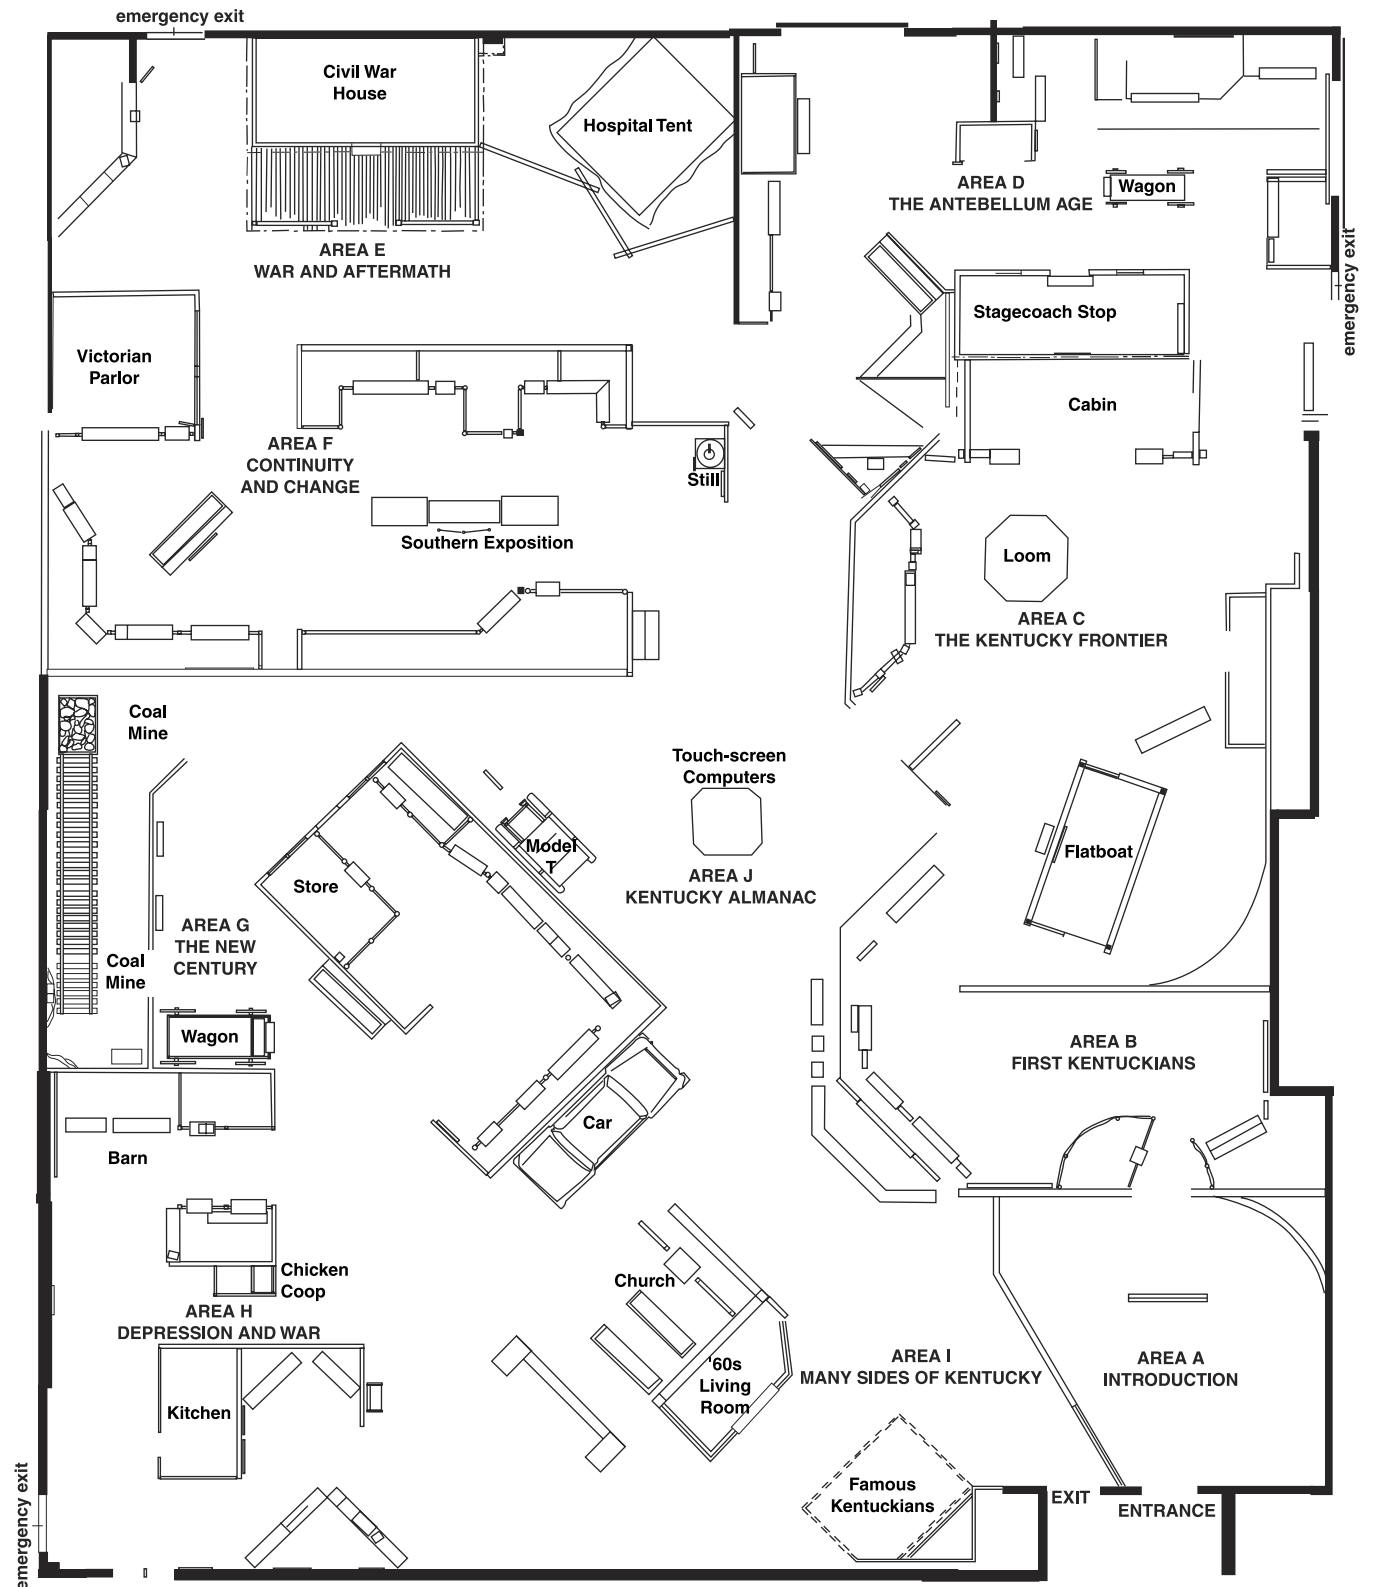 emergency exit
Civil War
House
Hospital Tent
AREA D
THE ANTEBELLUM AGE
Wagon
AREA E
WAR AND AFTERMATH
emergency exit
Stagecoach Stop
Victorian
Parlor
Cabin
AREA F
CONTINUITY
AND CHANGE
Still
Southern Exposition
Loom
AREA C
THE KENTUCKY FRONTIER
Coal
Mine
Touch-screen
Computers
Model
T
Flatboat
Store
AREA J
KENTUCKY ALMANAC
AREA G
THE NEW
CENTURY
Coal
Mine
Wagon
AREA B
FIRST KENTUCKIANS
Car
Barn
Chicken
Coop
Church
AREA H
DEPRESSION AND WAR
'60s
Living
Room
AREA I
MANY SIDES OF KENTUCKY
AREA A
INTRODUCTION
Kitchen
Famous
Kentuckians
EXIT
ENTRANCE
emergency exit